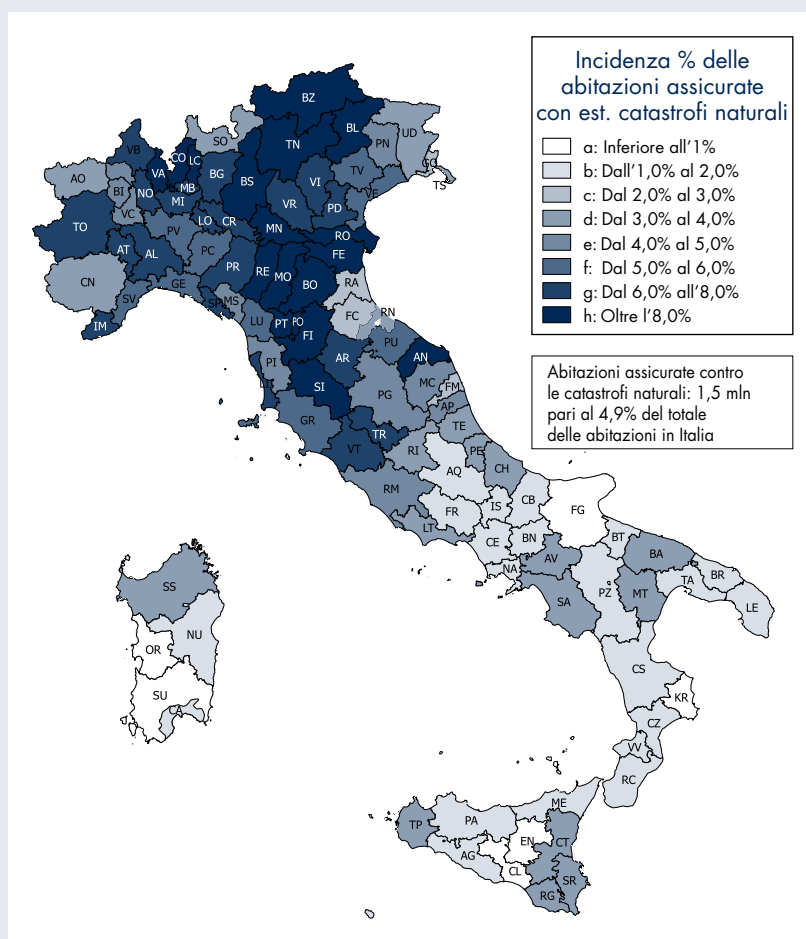 Incidenza % delle
abitazioni assicurate
con est. catastrofi naturali
a: Inferiore all'1%
b: Dall'1,0% al 2,0%
c: Dal 2,0% al 3,0%
d: Dal 3,0% al 4,0%
e: Dal 4,0% al 5,0%
f: Dal 5,0% al 6,0%
g: Dal 6,0% all'8,0%
h: Oltre l'8,0%
Abitazioni assicurate contro
le catastrofi naturali: 1,5 mln
pari al 4,9% del totale
delle abitazioni in Italia
BZ
BL
TN
SO
UD
PN
GO
TS
VB
CO
LC
VA
BG
BS
VI
TV
AO
BI
NO
MB
MI
VR
PD
VC
TO
LO
CR
MN
RO
PV
AT
AL
PC
PR
RE
MO
FE
BO
RA
CN
GE
SV
SP
MS
FC
RN
IM
LU
PT
PO
FI
PU
AN
PI
AR
MC
FM
SI
PG
AP
GR
TR
TE
VT
RI
PE
CH
AQ
RM
FR
IS
CB
FG
LT
CE
BN
BT
BA
NA
AV
SA
PZ
MT
TA
BR
LE
SS
NU
OR
SU
CA
CS
KR
CZ
VV
RC
ME
TP
PA
EN
CT
AG
CL
SR
RG